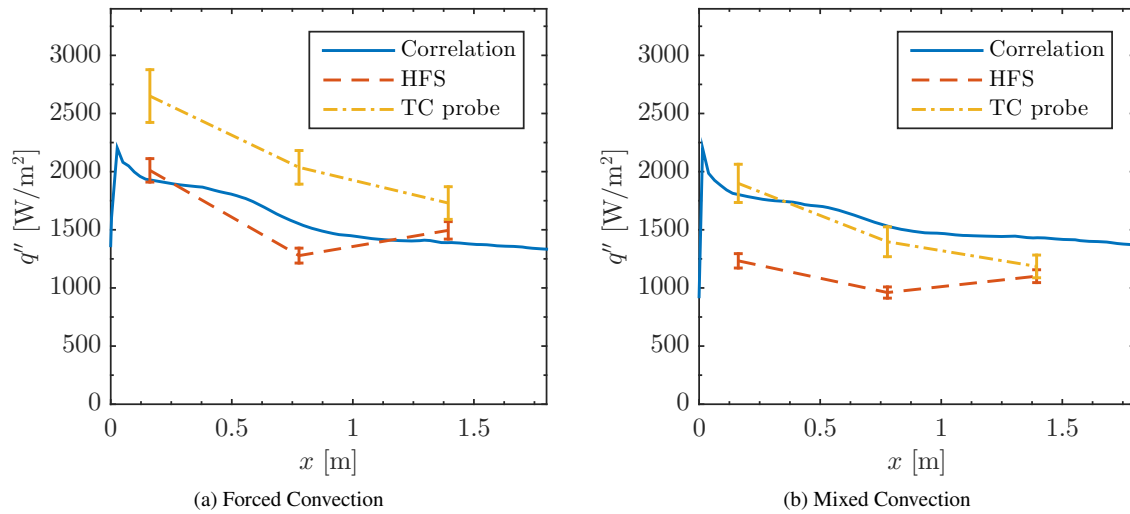 3000
2500
2000
1500
1000
500
0
q″ [W/m²]
0
0.5
1
1.5
x [m]
Correlation
HFS
TC probe
(a) Forced Convection
3000
2500
2000
1500
1000
500
0
q″ [W/m²]
0
0.5
1
1.5
x [m]
Correlation
HFS
TC probe
(b) Mixed Convection